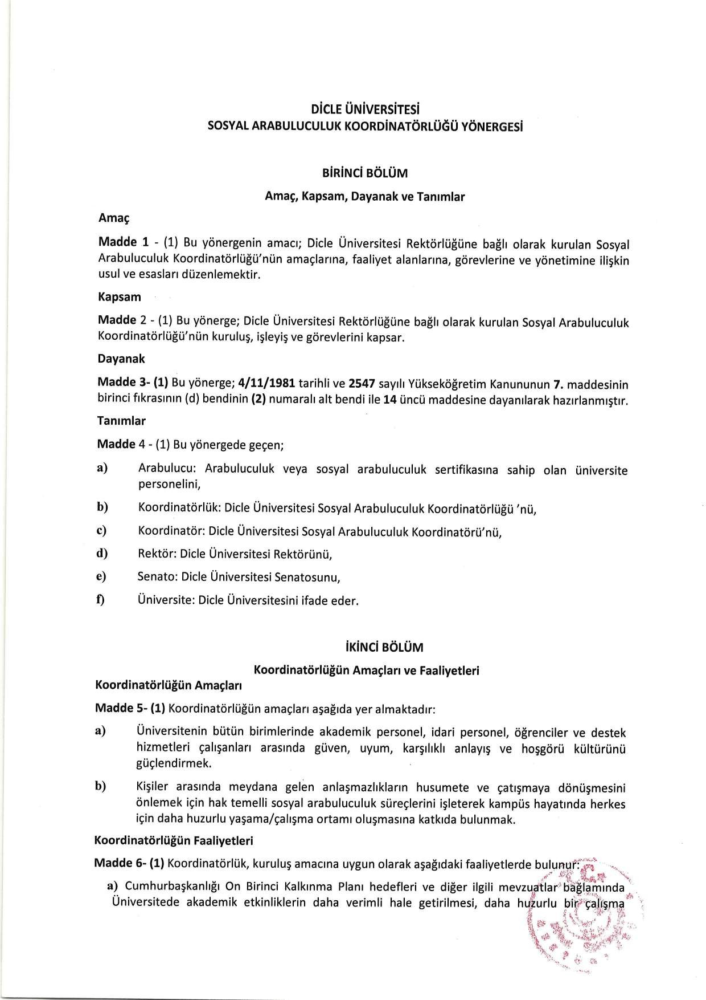 DİCLE ÜNİVERSİTESİ
SOSYAL ARABULUCULUK KOORDİNATÖRLÜĞÜ YÖNERGESİ
BİRİNCİ BÖLÜM
Amaç, Kapsam, Dayanak ve Tanımlar
Amaç
Madde 1 - (1) Bu yönergenin amacı; Dicle Üniversitesi Rektörlüğüne bağlı olarak kurulan Sosyal
Arabuluculuk Koordinatörlüğü'nün amaçlarına, faaliyet alanlarına, görevlerine ve yönetimine ilişkin
usul ve esasları düzenlemektir.
Kapsam
Madde 2 - (1) Bu yönerge; Dicle Üniversitesi Rektörlüğüne bağlı olarak kurulan Sosyal Arabuluculuk
Koordinatörlüğü'nün kuruluş, işleyiş ve görevlerini kapsar.
Dayanak
Madde 3- (1) Bu yönerge; 4/11/1981 tarihli ve 2547 sayılı Yükseköğretim Kanununun 7. maddesinin
birinci fıkrasının (d) bendinin (2) numaralı alt bendi ile 14 üncü maddesine dayanılarak hazırlanmıştır.
Tanımlar
Madde 4 - (1) Bu yönergede geçen;
a) Arabulucu: Arabuluculuk veya sosyal arabuluculuk sertifikasına sahip olan üniversite
personelini,
b) Koordinatörlük: Dicle Üniversitesi Sosyal Arabuluculuk Koordinatörlüğü 'nü,
c) Koordinatör: Dicle Üniversitesi Sosyal Arabuluculuk Koordinatörü'nü,
d) Rektör: Dicle Üniversitesi Rektörünü,
e) Senato: Dicle Üniversitesi Senatosunu,
f) Üniversite: Dicle Üniversitesini ifade eder.
İKİNCİ BÖLÜM
Koordinatörlüğün Amaçları ve Faaliyetleri
Koordinatörlüğün Amaçları
Madde 5- (1) Koordinatörlüğün amaçları aşağıda yer almaktadır:
a) Üniversitenin bütün birimlerinde akademik personel, idari personel, öğrenciler ve destek
hizmetleri çalışanları arasında güven, uyum, karşılıklı anlayış ve hoşgörü kültürünü
güçlendirmek.
b) Kişiler arasında meydana gelen anlaşmazlıkların husumete ve çatışmaya dönüşmesini
önlemek için hak temelli sosyal arabuluculuk süreçlerini işleterek kampüs hayatında herkes
için daha huzurlu yaşama/çalışma ortamı oluşmasına katkıda bulunmak.
Koordinatörlüğün Faaliyetleri
Madde 6- (1) Koordinatörlük, kuruluş amacına uygun olarak aşağıdaki faaliyetlerde bulunur:
a) Cumhurbaşkanlığı On Birinci Kalkınma Planı hedefleri ve diğer ilgili mevzuatlar bağlamında
Üniversitede akademik etkinliklerin daha verimli hale getirilmesi, daha huzurlu bir çalışma
T.C.